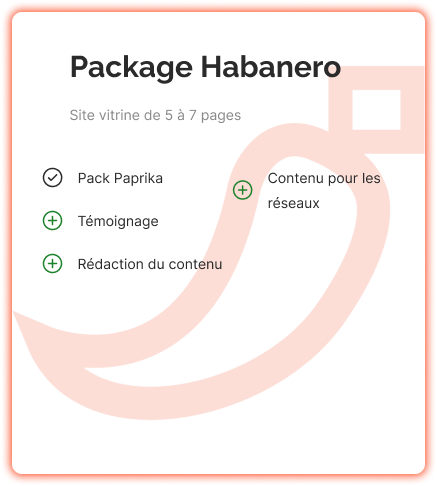 Package Habanero
Site vitrine de 5 à 7 pages
Pack Paprika
Témoignage
Rédaction du contenu
Contenu pour les
réseaux